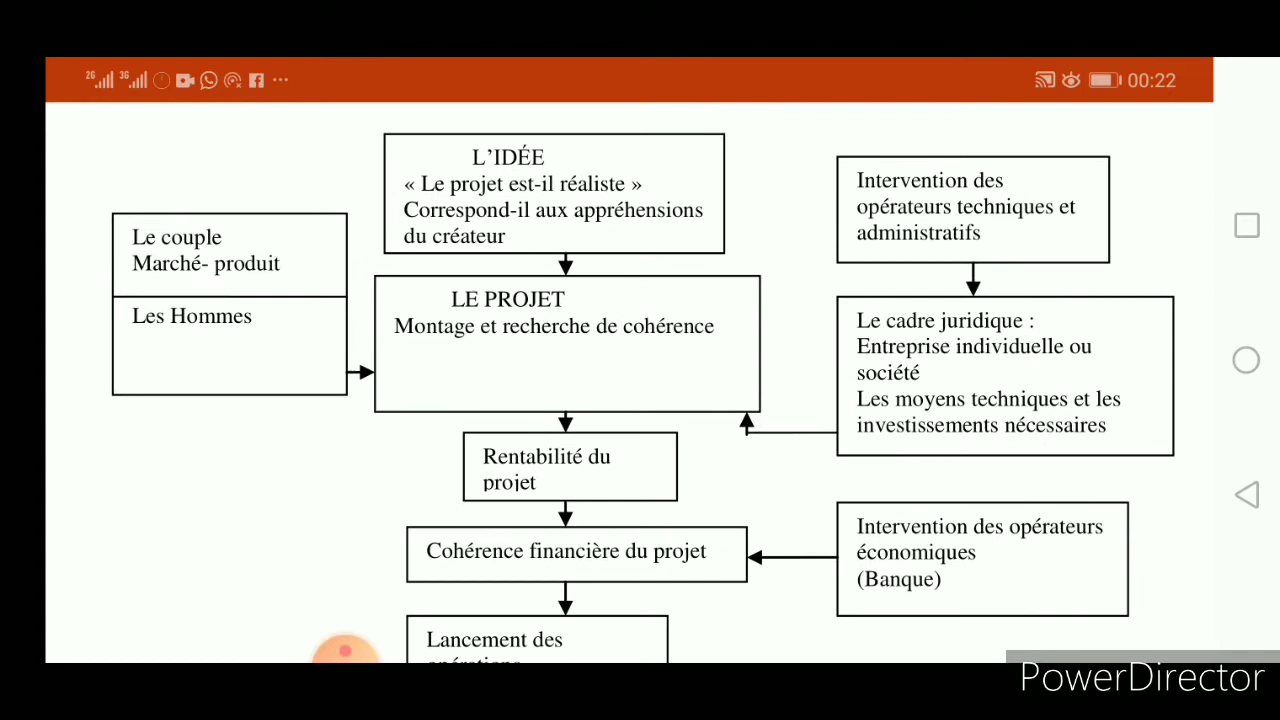 2G 3G
00:22
L'IDÉE
« Le projet est-il réaliste »
Correspond-il aux appréhensions
du créateur
Intervention des
opérateurs techniques et
administratifs
Le couple
Marché- produit
Les Hommes
LE PROJET
Montage et recherche de cohérence
Le cadre juridique :
Entreprise individuelle ou
société
Les moyens techniques et les
investissements nécessaires
Rentabilité du
projet
Cohérence financière du projet
Intervention des opérateurs
économiques
(Banque)
Lancement des
PowerDirector